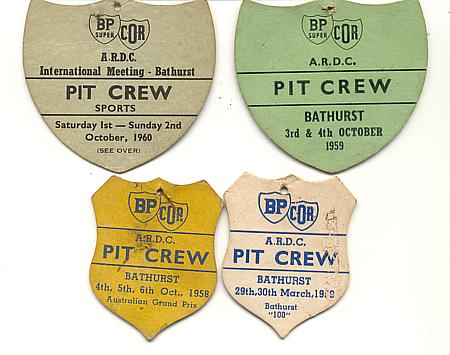 BP SUPER COR
A.R.D.C.
International Meeting - Bathurst
PIT CREW
SPORTS
Saturday 1st — Sunday 2nd
October, 1960
(SEE OVER)
BP SUPER COR
A.R.D.C.
PIT CREW
BATHURST
3rd & 4th OCTOBER
1959
BP COR
A.R.D.C.
PIT CREW
BATHURST
4th, 5th, 6th Oct., 1958
Australian Grand Prix
BP COR
A.R.D.C.
PIT CREW
BATHURST
29th,30th March,
Bathurst
"100"